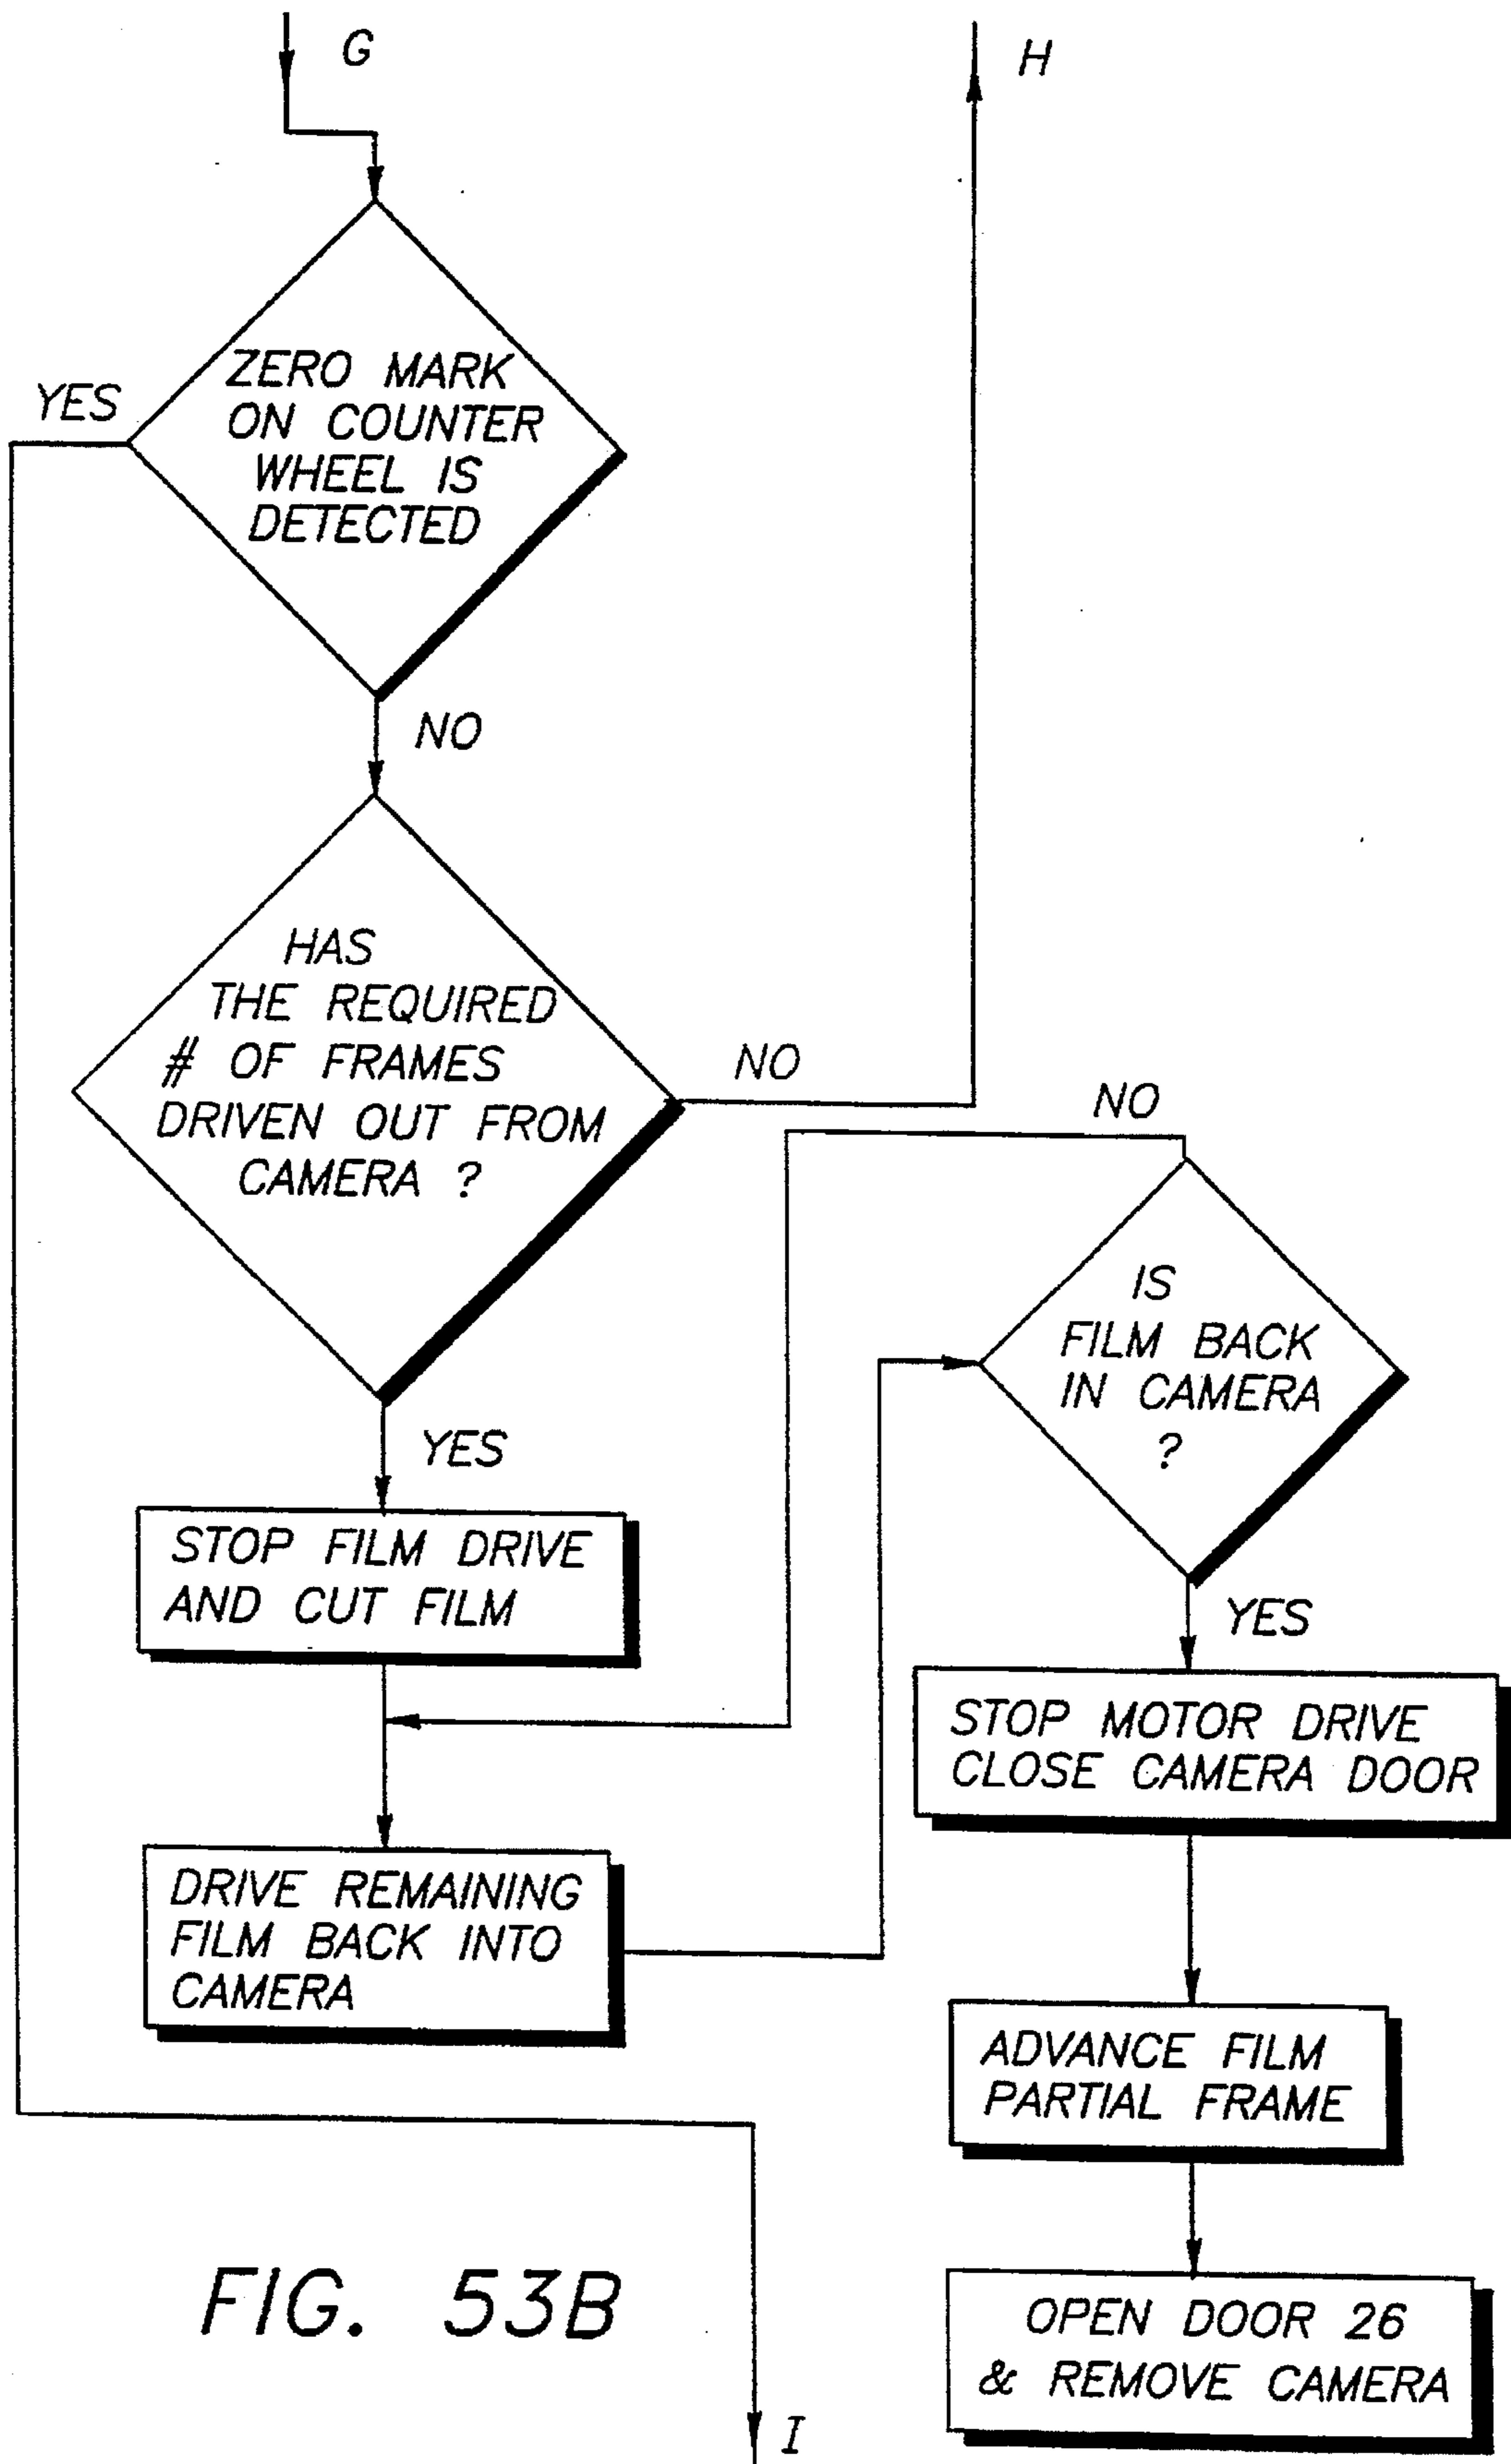 G
H
YES
ZERO MARK
ON COUNTER
WHEEL IS
DETECTED
NO
HAS
THE REQUIRED
# OF FRAMES
DRIVEN OUT FROM
CAMERA ?
NO
YES
STOP FILM DRIVE
AND CUT FILM
DRIVE REMAINING
FILM BACK INTO
CAMERA
NO
IS
FILM BACK
IN CAMERA
?
YES
STOP MOTOR DRIVE
CLOSE CAMERA DOOR
ADVANCE FILM
PARTIAL FRAME
OPEN DOOR 26
& REMOVE CAMERA
I
FIG. 53B